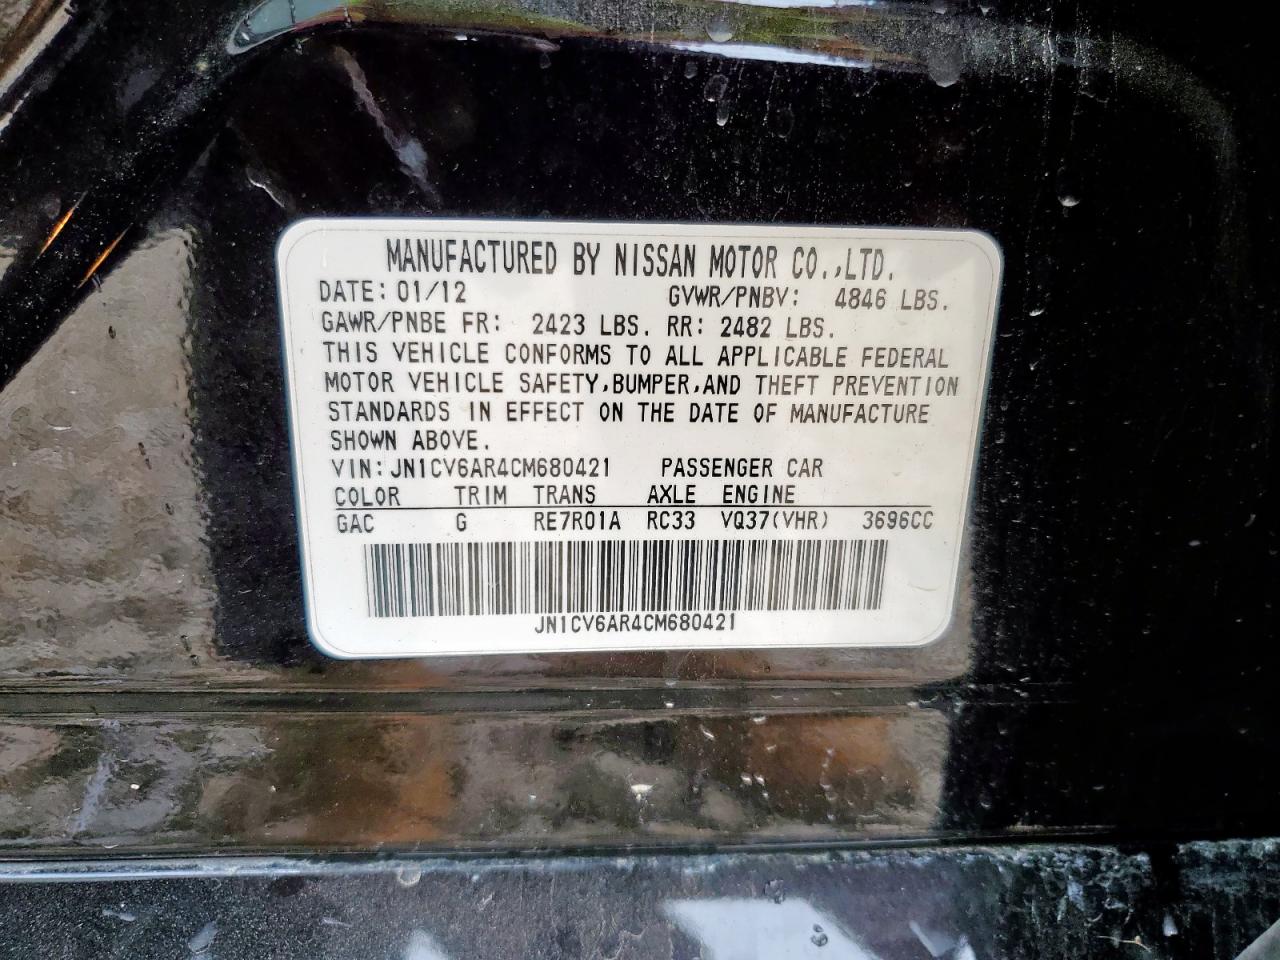 MANUFACTURED BY NISSAN MOTOR CO.,LTD.
DATE: 01/12 GVWR/PNBV: 4846 LBS.
GAWR/PNBE FR: 2423 LBS. RR: 2482 LBS.
THIS VEHICLE CONFORMS TO ALL APPLICABLE FEDERAL
MOTOR VEHICLE SAFETY,BUMPER,AND THEFT PREVENTION
STANDARDS IN EFFECT ON THE DATE OF MANUFACTURE
SHOWN ABOVE.
VIN:JN1CV6AR4CM680421 PASSENGER CAR
COLOR TRIM TRANS AXLE ENGINE
GAC G RE7R01A RC33 VQ37(VHR) 3696CC
JN1CV6AR4CM680421